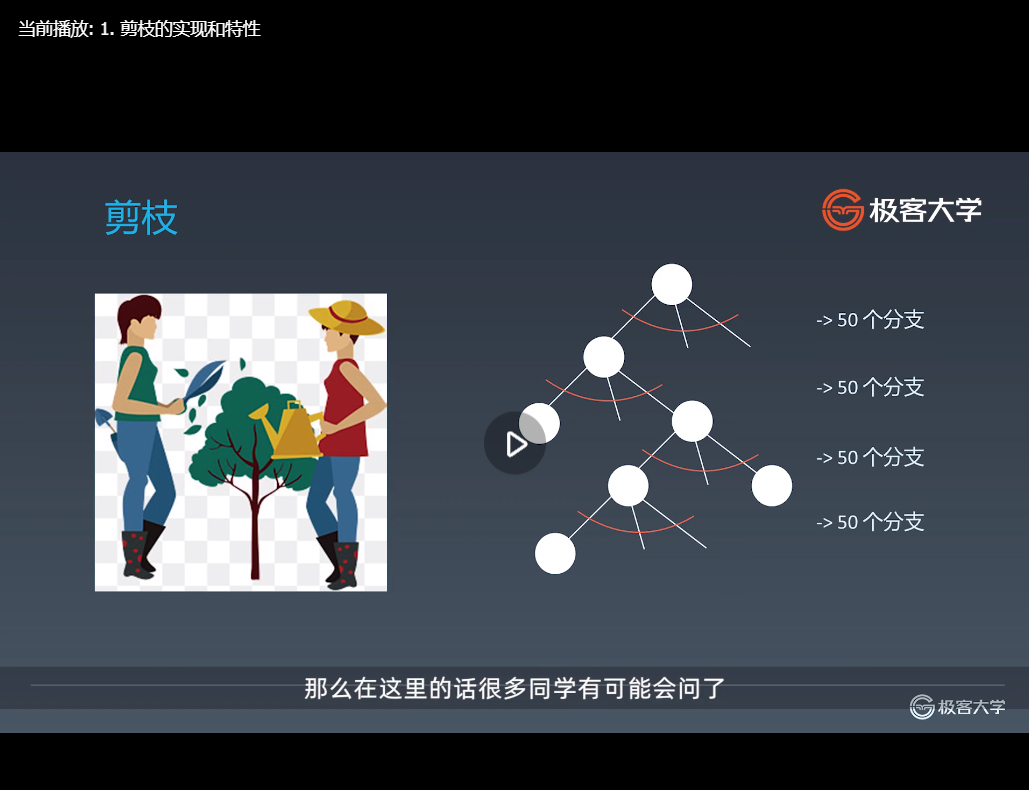 当前播放: 1. 剪枝的实现和特性
剪枝
极客大学
-> 50 个分支
-> 50 个分支
-> 50 个分支
-> 50 个分支
那么在这里的话很多同学有可能会问了
极客大学